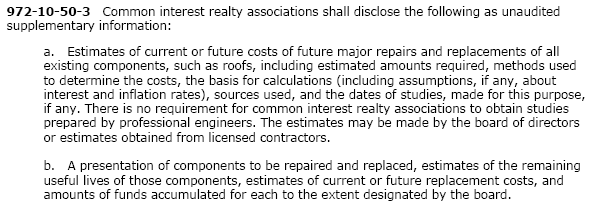 972-10-50-3 Common interest realty associations shall disclose the following as unaudited
supplementary information:
a. Estimates of current or future costs of future major repairs and replacements of all
existing components, such as roofs, including estimated amounts required, methods used
to determine the costs, the basis for calculations (including assumptions, if any, about
interest and inflation rates), sources used, and the dates of studies, made for this purpose,
if any. There is no requirement for common interest realty associations to obtain studies
prepared by professional engineers. The estimates may be made by the board of directors
or estimates obtained from licensed contractors.
b. A presentation of components to be repaired and replaced, estimates of the remaining
useful lives of those components, estimates of current or future replacement costs, and
amounts of funds accumulated for each to the extent designated by the board.